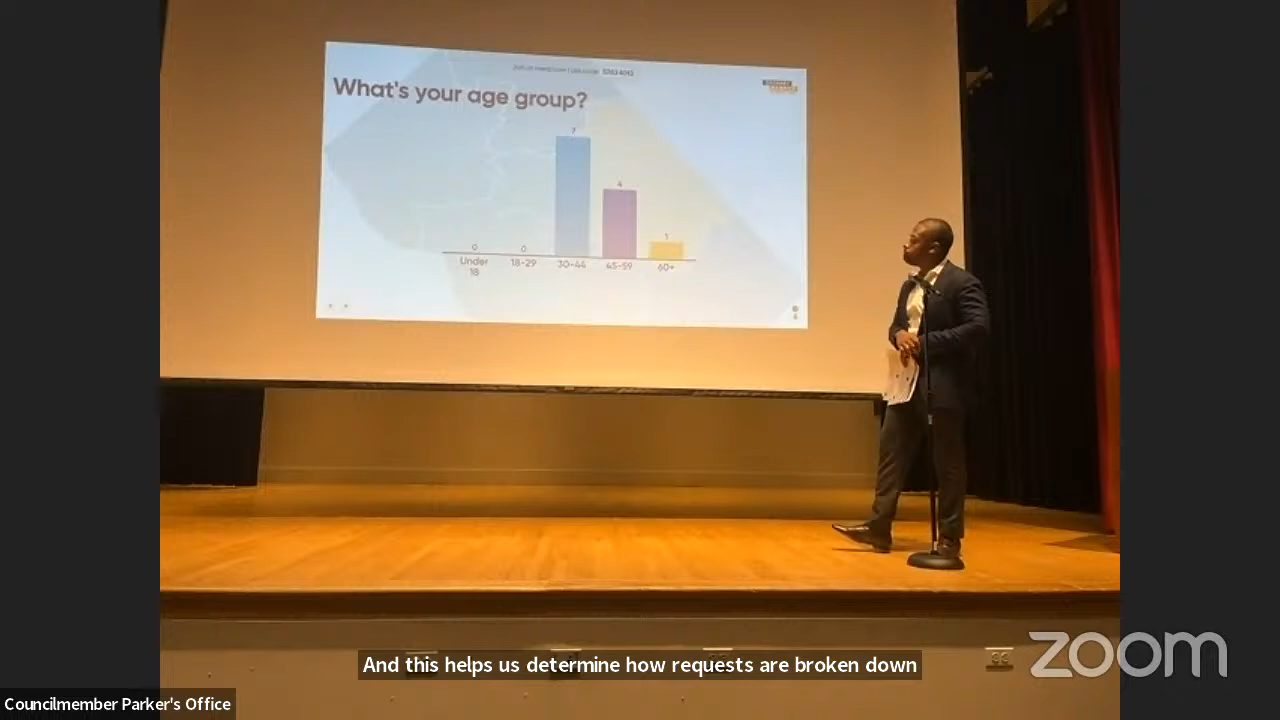 What's your age group?
7
4
1
0
0
Under
18
18-29
30-44
45-59
60+
And this helps us determine how requests are broken down
zoom
Councilmember Parker's Office